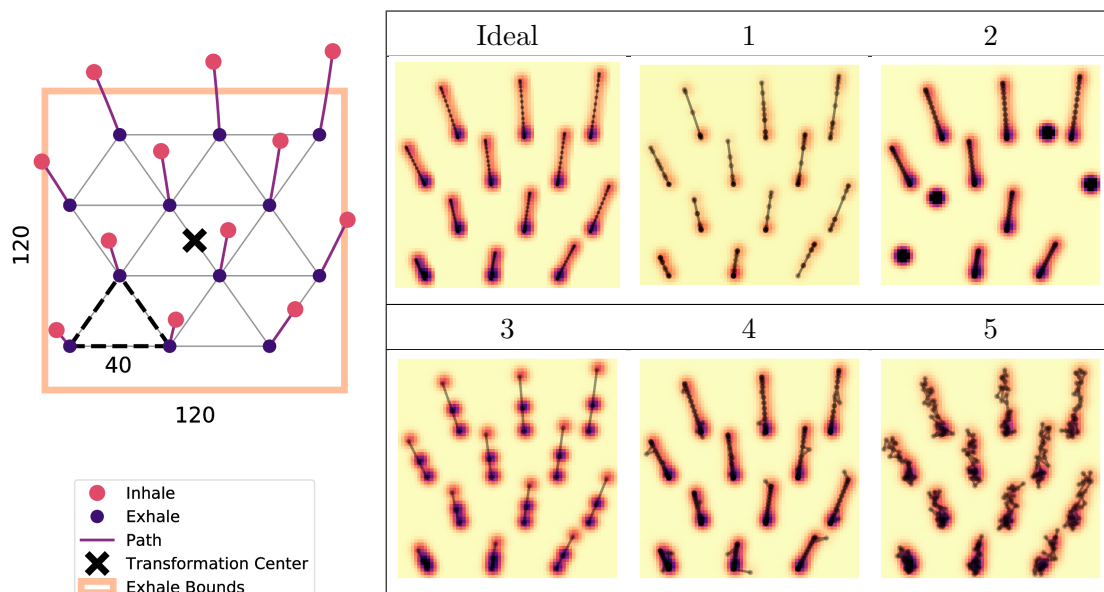 120
40
120
Inhale
Exhale
Path
Transformation Center
Exhale Bounds
Ideal 1 2
3 4 5